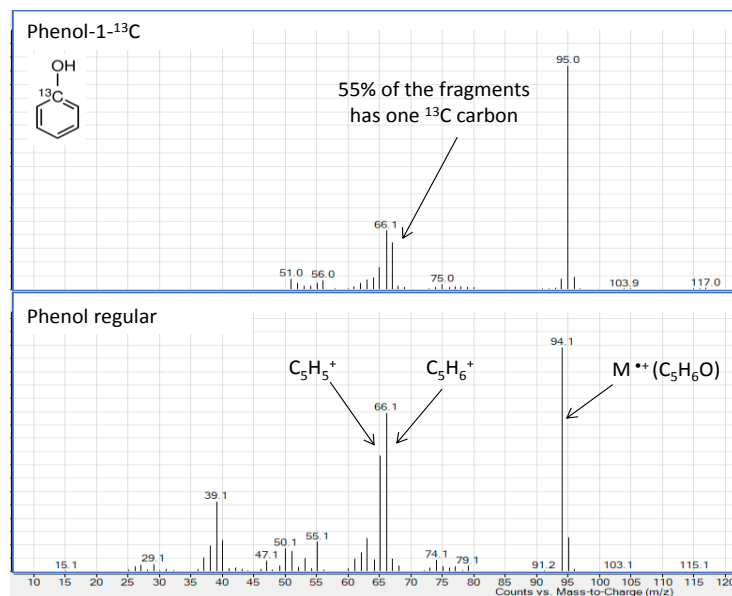 Phenol-1-¹³C
OH
¹³C
55% of the fragments
has one ¹³C carbon
95.0
66.1
51.0 56.0
75.0
103.9
117.0
Phenol regular
C₅H₅⁺
C₅H₆⁺
M•⁺ (C₅H₆O)
94.1
66.1
39.1
15.1
29.1
47.1
50.1
55.1
74.1
79.1
91.2
103.1
115.1
10 15 20 25 30 35 40 45 50 55 60 65 70 75 80 85 90 95 100 105 110 115 120
Counts vs. Mass-to-Charge (m/z)